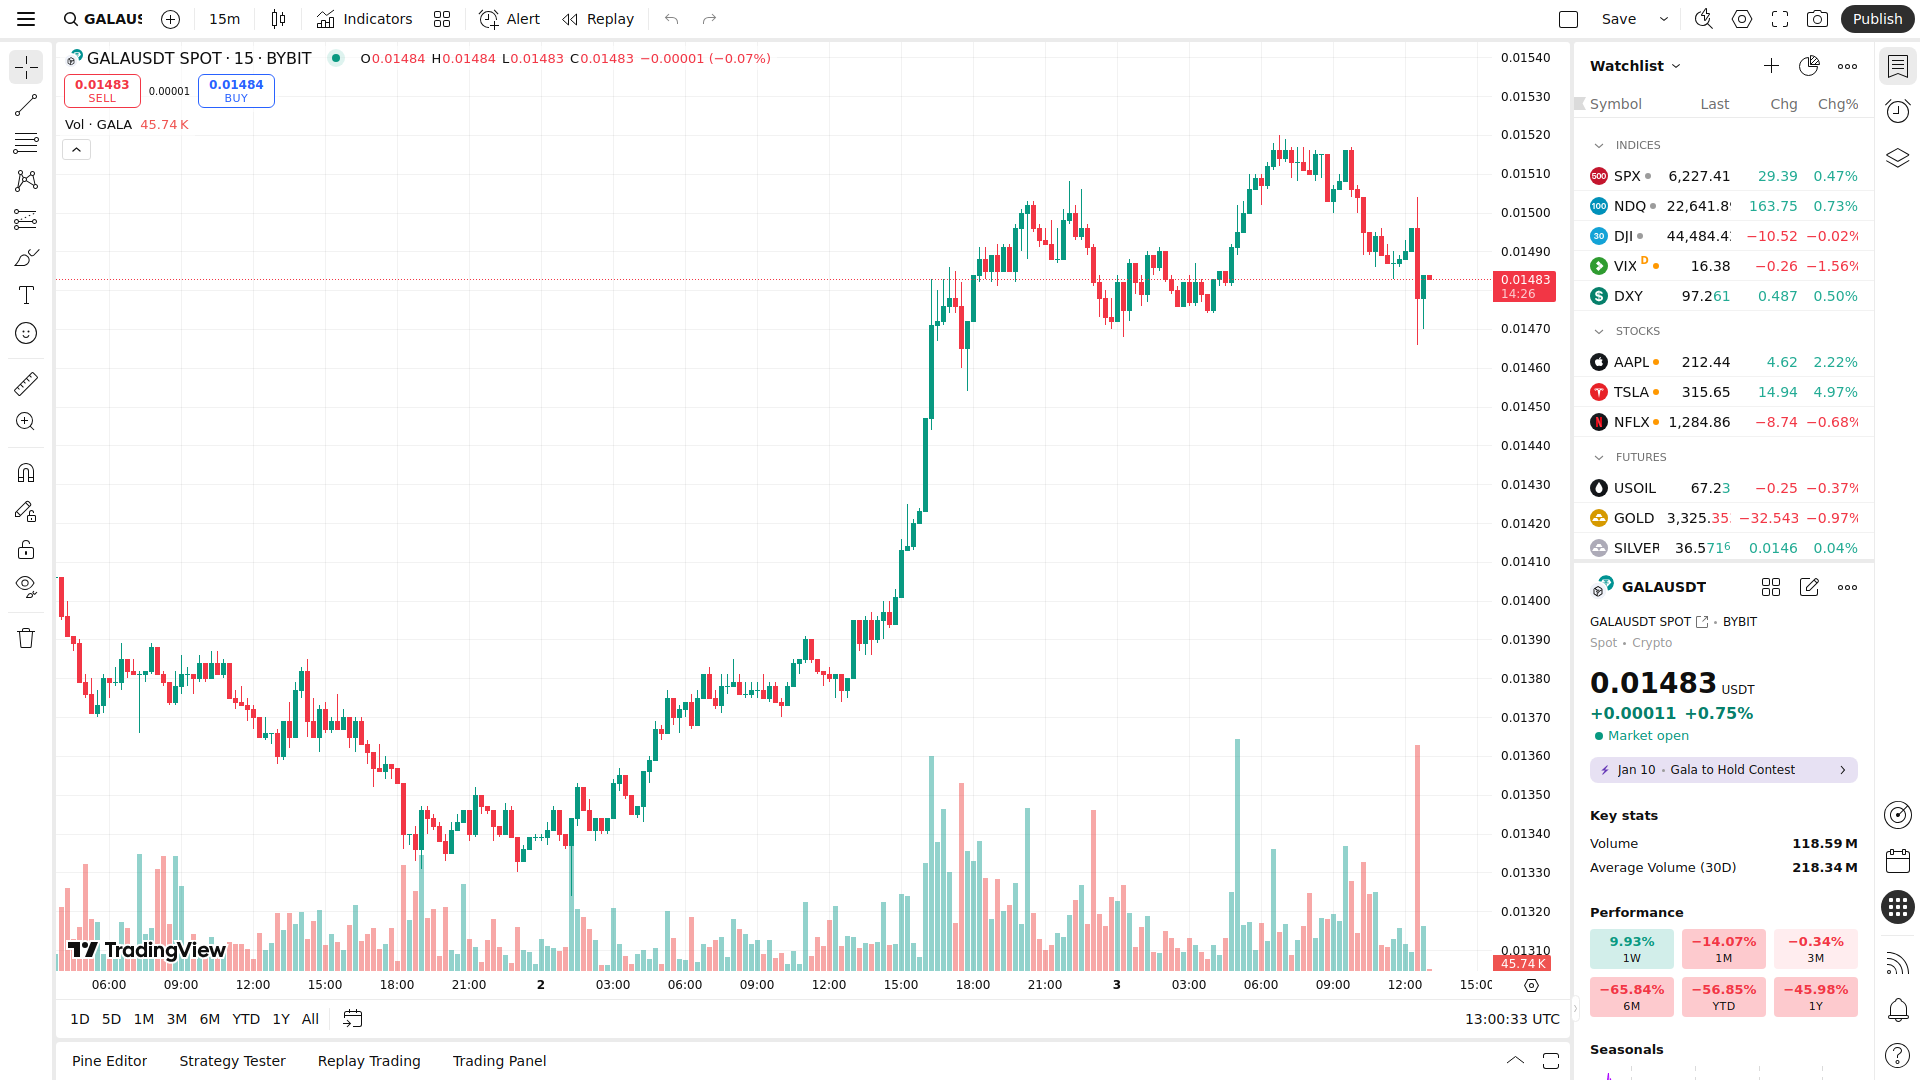 GALAUS
15m
Indicators
Alert
Replay
Save
Publish
GALAUSDT SPOT · 15 · BYBIT
O0.01484 H0.01484 L0.01483 C0.01483 −0.00001 (−0.07%)
0.01483
SELL
0.00001
0.01484
BUY
Vol · GALA 45.74 K
0.01540
0.01530
0.01520
0.01510
0.01500
0.01490
0.01483
14:26
0.01470
0.01460
0.01450
0.01440
0.01430
0.01420
0.01410
0.01400
0.01390
0.01380
0.01370
0.01360
0.01350
0.01340
0.01330
0.01320
0.01310
45.74 K
TradingView
06:00 09:00 12:00 15:00 18:00 21:00 2 03:00 06:00 09:00 12:00 15:00 18:00 21:00 3 03:00 06:00 09:00 12:00 15:00
1D 5D 1M 3M 6M YTD 1Y All
13:00:33 UTC
Pine Editor Strategy Tester Replay Trading Trading Panel
Watchlist
Symbol Last Chg Chg%
INDICES
SPX 6,227.41 29.39 0.47%
NDQ 22,641.8 163.75 0.73%
DJI 44,484.4 −10.52 −0.02%
VIX D 16.38 −0.26 −1.56%
DXY 97.261 0.487 0.50%
STOCKS
AAPL 212.44 4.62 2.22%
TSLA 315.65 14.94 4.97%
NFLX 1,284.86 −8.74 −0.68%
FUTURES
USOIL 67.23 −0.25 −0.37%
GOLD 3,325.35 −32.543 −0.97%
SILVER 36.5716 0.0146 0.04%
GALAUSDT
GALAUSDT SPOT • BYBIT
Spot • Crypto
0.01483 USDT
+0.00011 +0.75%
Market open
Jan 10 • Gala to Hold Contest
Key stats
Volume 118.59 M
Average Volume (30D) 218.34 M
Performance
9.93% −14.07% −0.34%
1W 1M 3M
−65.84% −56.85% −45.98%
6M YTD 1Y
Seasonals